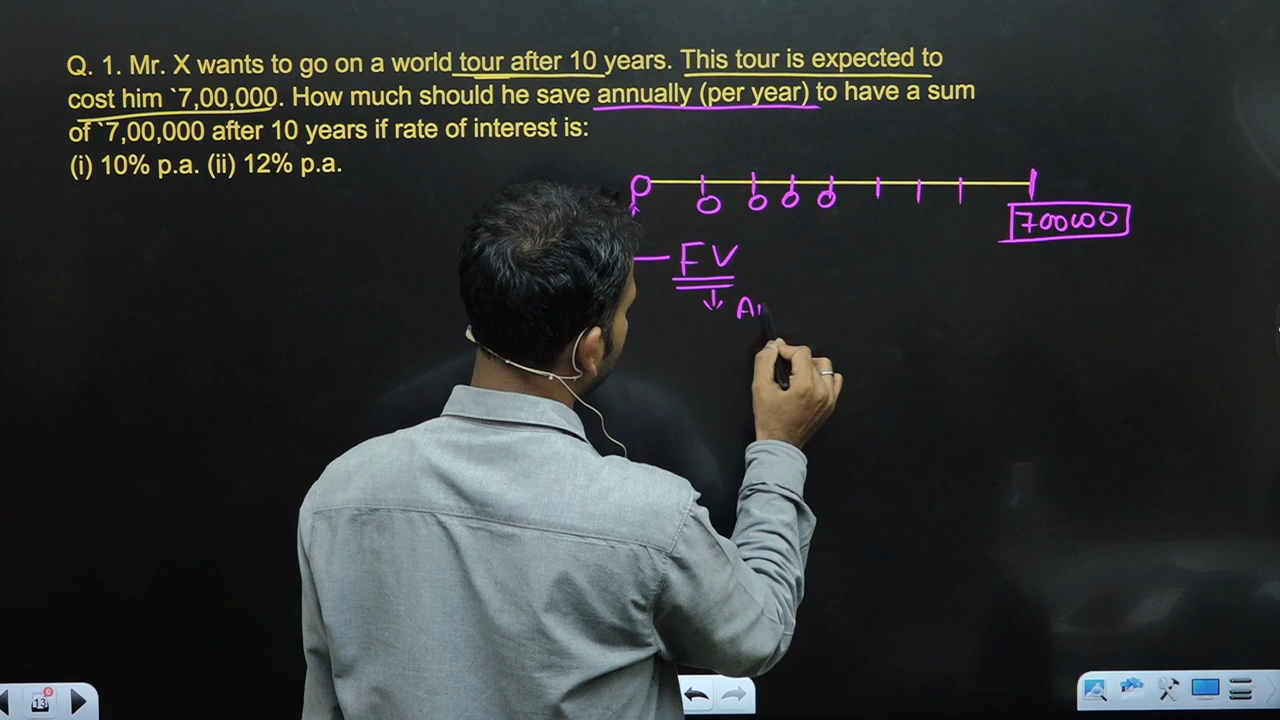 Q. 1. Mr. X wants to go on a world tour after 10 years. This tour is expected to
cost him `7,00,000. How much should he save annually (per year) to have a sum
of `7,00,000 after 10 years if rate of interest is:
(i) 10% p.a. (ii) 12% p.a.
700000
FV
A
13
0